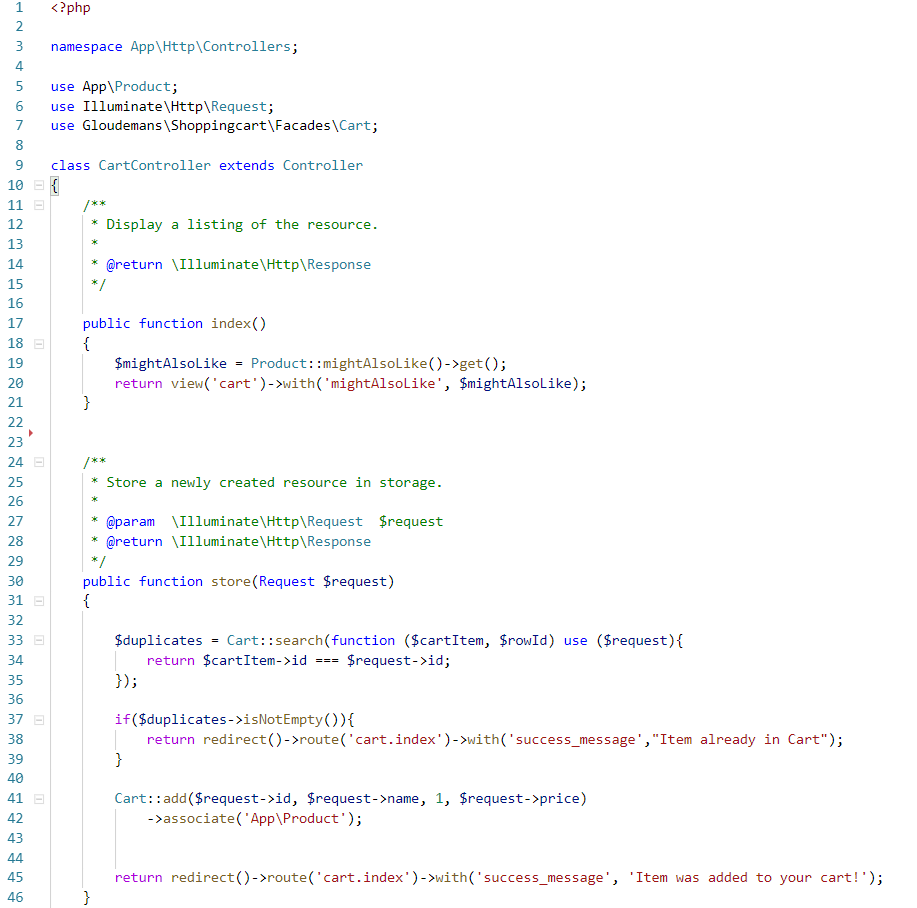 1 <?php
2
3 namespace App\Http\Controllers;
4
5 use App\Product;
6 use Illuminate\Http\Request;
7 use Gloudemans\Shoppingcart\Facades\Cart;
8
9 class CartController extends Controller
10 {
11     /**
12      * Display a listing of the resource.
13      *
14      * @return \Illuminate\Http\Response
15      */
16
17     public function index()
18     {
19         $mightAlsoLike = Product::mightAlsoLike()->get();
20         return view('cart')->with('mightAlsoLike', $mightAlsoLike);
21     }
22
23
24     /**
25      * Store a newly created resource in storage.
26      *
27      * @param  \Illuminate\Http\Request  $request
28      * @return \Illuminate\Http\Response
29      */
30     public function store(Request $request)
31     {
32
33         $duplicates = Cart::search(function ($cartItem, $rowId) use ($request){
34             return $cartItem->id === $request->id;
35         });
36
37         if($duplicates->isNotEmpty()){
38             return redirect()->route('cart.index')->with('success_message',"Item already in Cart");
39         }
40
41         Cart::add($request->id, $request->name, 1, $request->price)
42             ->associate('App\Product');
43
44
45         return redirect()->route('cart.index')->with('success_message', 'Item was added to your cart!');
46     }